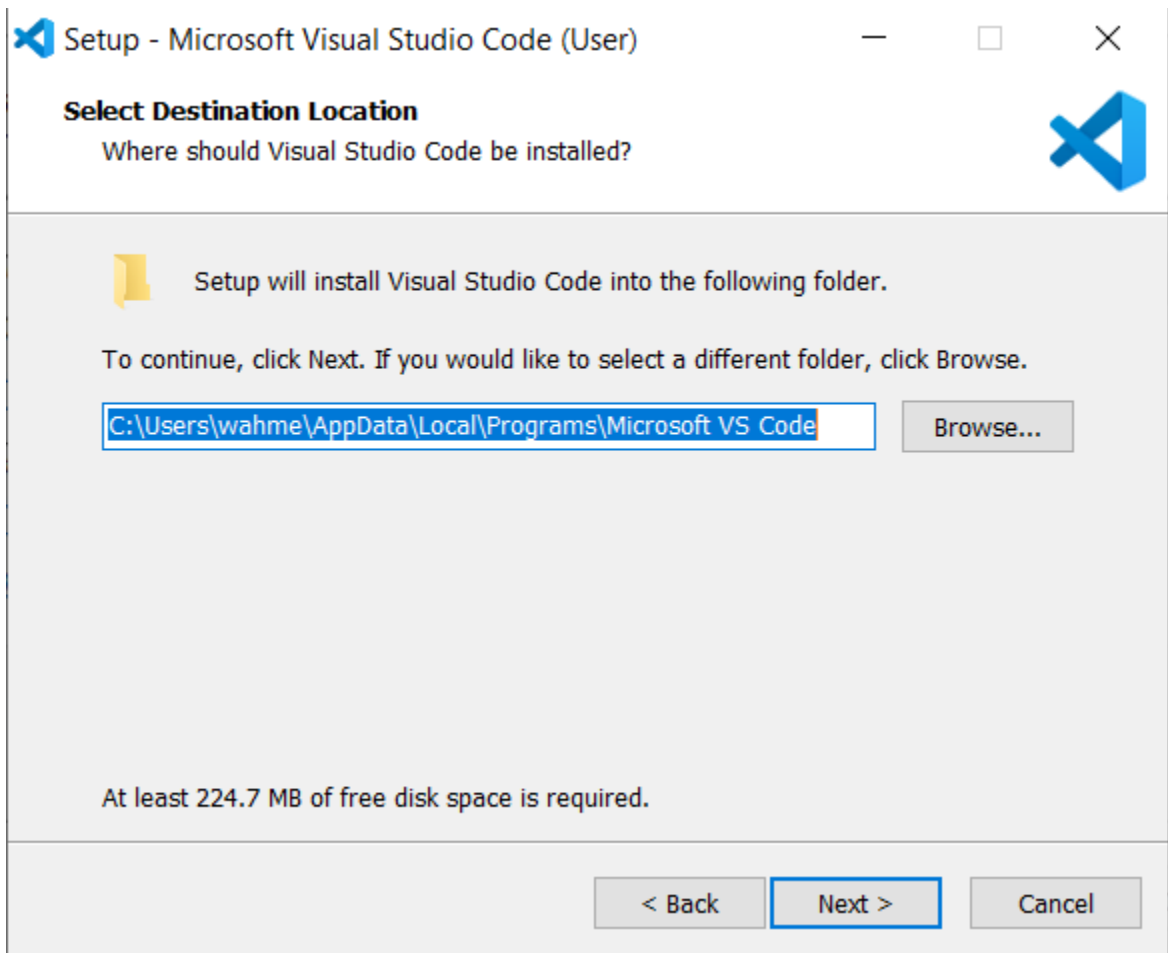 Setup - Microsoft Visual Studio Code (User)
Select Destination Location
Where should Visual Studio Code be installed?
Setup will install Visual Studio Code into the following folder.
To continue, click Next. If you would like to select a different folder, click Browse.
C:\Users\wahme\AppData\Local\Programs\Microsoft VS Code
Browse...
At least 224.7 MB of free disk space is required.
< Back
Next >
Cancel